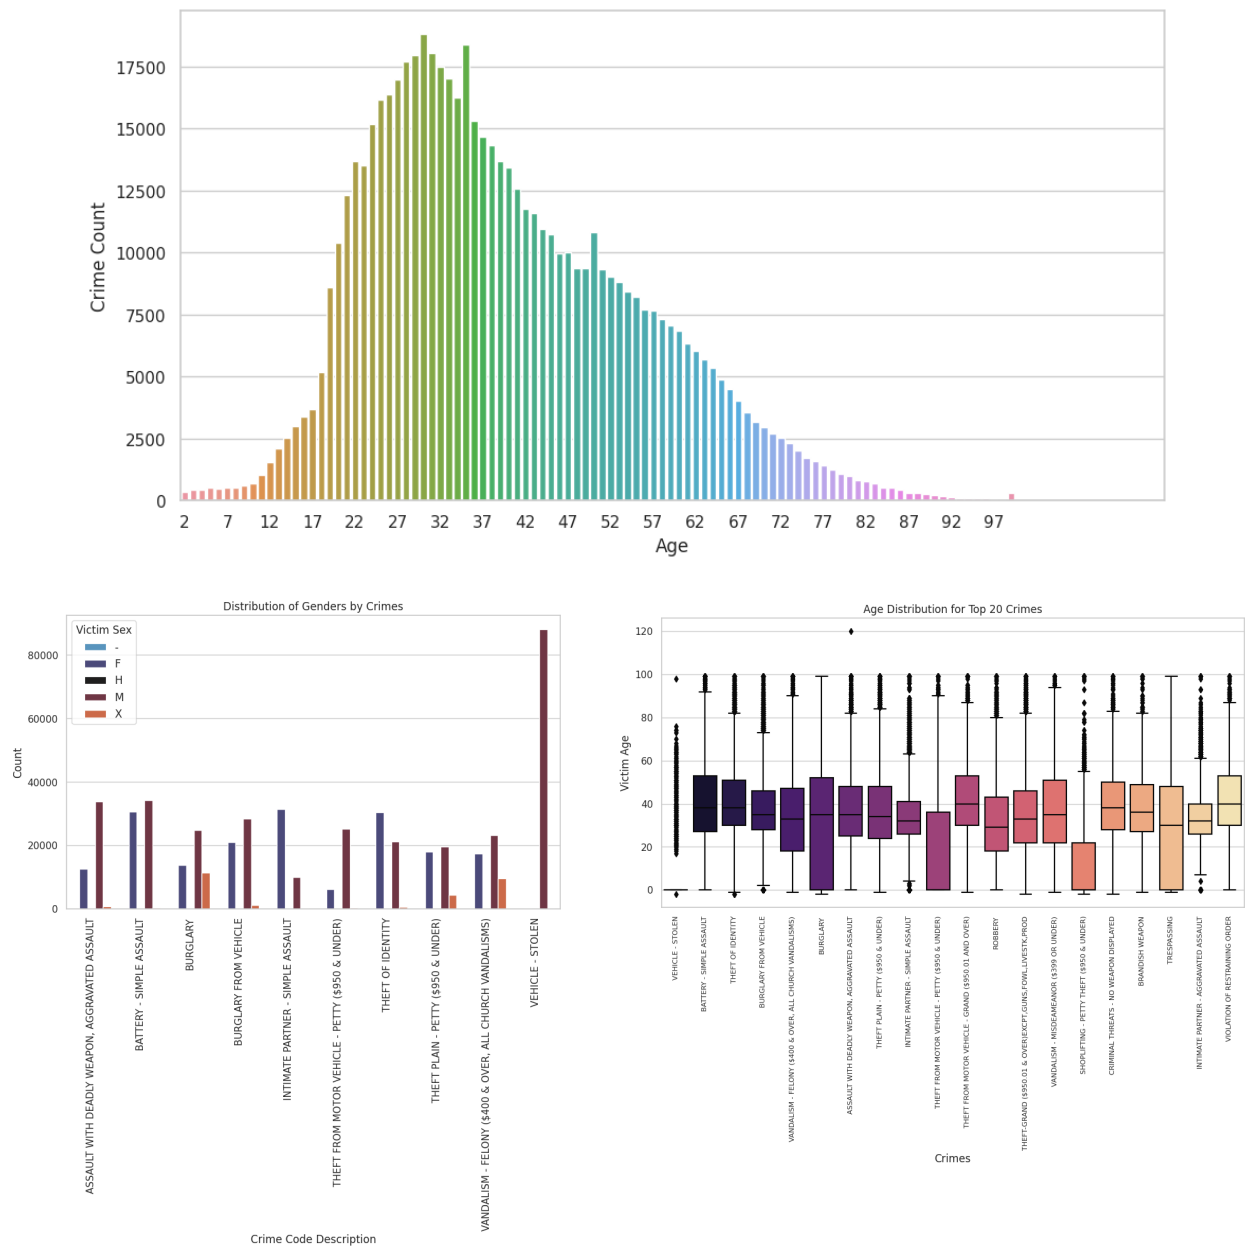 17500
15000
12500
10000
7500
5000
2500
0
Crime Count
2 7 12 17 22 27 32 37 42 47 52 57 62 67 72 77 82 87 92 97
Age
Distribution of Genders by Crimes
Victim Sex
-
F
H
M
X
80000
60000
40000
20000
0
Count
ASSAULT WITH DEADLY WEAPON, AGGRAVATED ASSAULT
BATTERY - SIMPLE ASSAULT
BURGLARY
BURGLARY FROM VEHICLE
INTIMATE PARTNER - SIMPLE ASSAULT
THEFT FROM MOTOR VEHICLE - PETTY ($950 & UNDER)
THEFT OF IDENTITY
THEFT PLAIN - PETTY ($950 & UNDER)
VANDALISM - FELONY ($400 & OVER, ALL CHURCH VANDALISMS)
VEHICLE - STOLEN
Crime Code Description
Age Distribution for Top 20 Crimes
120
100
80
60
40
20
0
Victim Age
VEHICLE - STOLEN
BATTERY - SIMPLE ASSAULT
THEFT OF IDENTITY
BURGLARY FROM VEHICLE
VANDALISM - FELONY ($400 & OVER, ALL CHURCH VANDALISMS)
BURGLARY
ASSAULT WITH DEADLY WEAPON, AGGRAVATED ASSAULT
THEFT PLAIN - PETTY ($950 & UNDER)
INTIMATE PARTNER - SIMPLE ASSAULT
THEFT FROM MOTOR VEHICLE - PETTY ($950 & UNDER)
THEFT FROM MOTOR VEHICLE - GRAND ($950.01 AND OVER)
ROBBERY
THEFT-GRAND ($950.01 & OVER)EXCPT,GUNS,FOWL,LIVESTK,PROD
VANDALISM - MISDEAMEANOR ($399 OR UNDER)
SHOPLIFTING - PETTY THEFT ($950 & UNDER)
CRIMINAL THREATS - NO WEAPON DISPLAYED
BRANDISH WEAPON
TRESPASSING
INTIMATE PARTNER - AGGRAVATED ASSAULT
VIOLATION OF RESTRAINING ORDER
Crimes